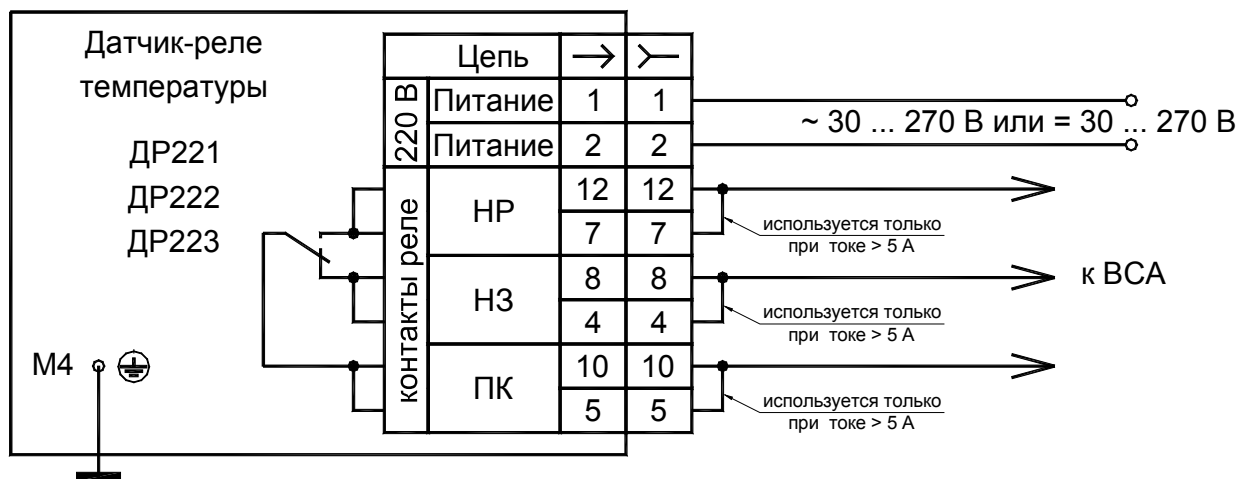 Датчик-реле
температуры
ДР221
ДР222
ДР223
М4
Цепь
220 В
Питание 1 1
Питание 2 2
~ 30 ... 270 В или = 30 ... 270 В
контакты реле
НР
12 12
7 7
используется только
при токе > 5 А
НЗ
8 8
4 4
используется только
при токе > 5 А
к ВСА
ПК
10 10
5 5
используется только
при токе > 5 А